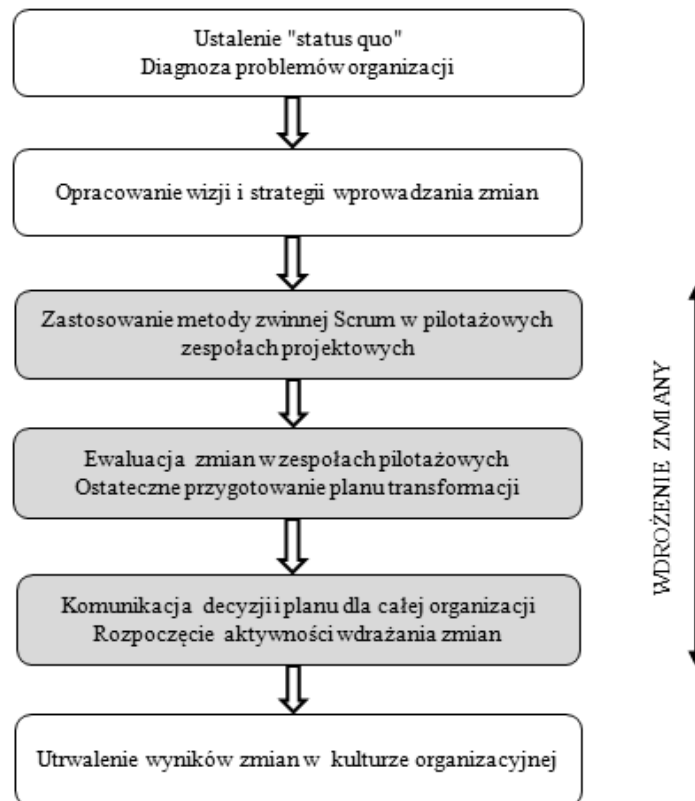 Ustalenie "status quo"
Diagnoza problemów organizacji
Opracowanie wizji i strategii wprowadzania zmian
Zastosowanie metody zwinnej Scrum w pilotażowych
zespołach projektowych
Ewaluacja zmian w zespołach pilotażowych
Ostateczne przygotowanie planu transformacji
Komunikacja decyzji i planu dla całej organizacji
Rozpoczęcie aktywności wdrażania zmian
Utrwalenie wyników zmian w kulturze organizacyjnej
WDROŻENIE ZMIANY